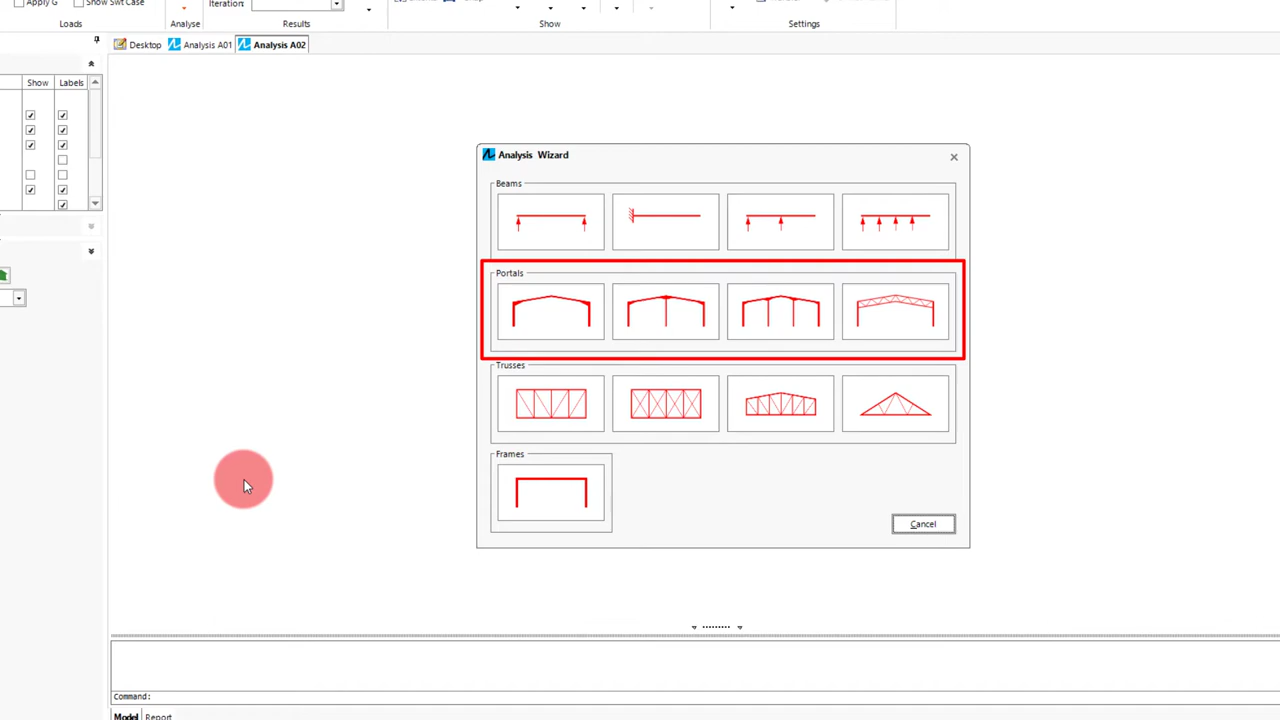 Apply G
Show Swt Case
Iteration:
Loads
Analyse
Results
Show
Settings
Desktop
Analysis A01
Analysis A02
Show
Labels
Analysis Wizard
Beams
Portals
Trusses
Frames
Cancel
Command:
Model
Report